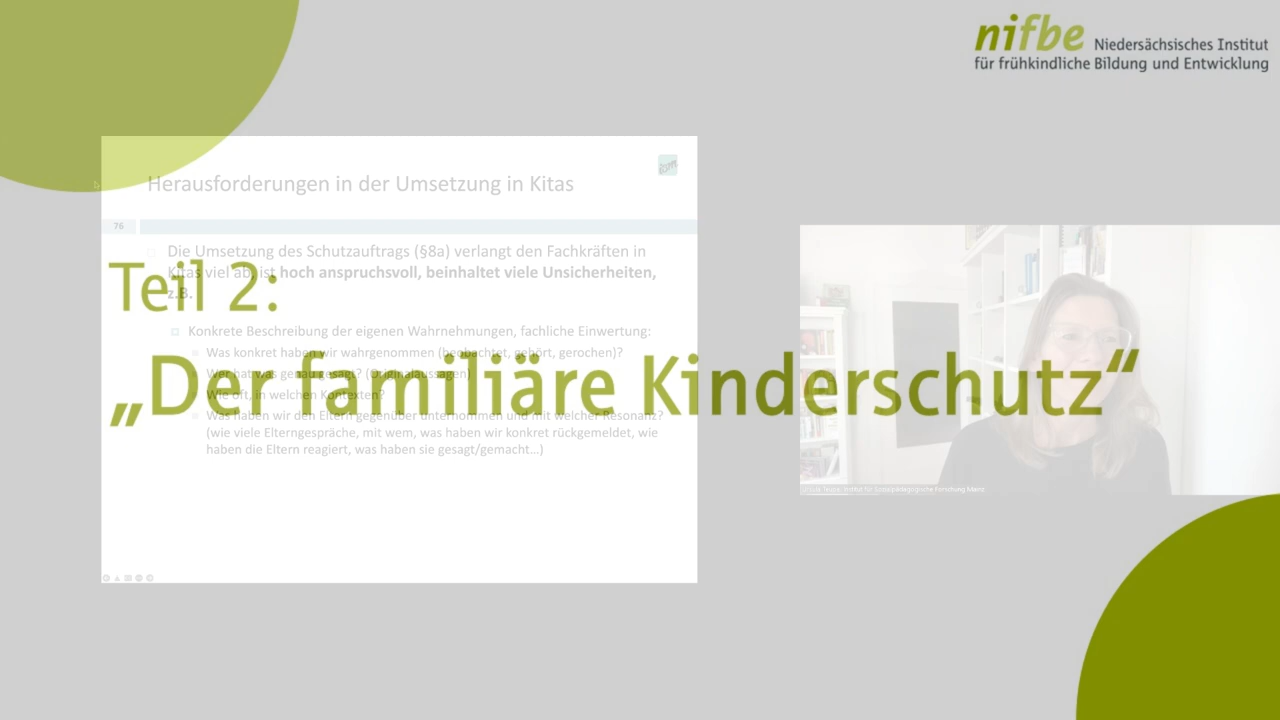 nifbe Niedersächsisches Institut
für frühkindliche Bildung und Entwicklung
Herausforderungen in der Umsetzung in Kitas
76
Die Umsetzung des Schutzauftrags (§8a) verlangt den Fachkräften in
Kitas viel ab, ist hoch anspruchsvoll, beinhaltet viele Unsicherheiten,
z.B.
Teil 2:
Konkrete Beschreibung der eigenen Wahrnehmungen, fachliche Einwertung:
Was konkret haben wir wahrgenommen (beobachtet, gehört, gerochen)?
Wer hat was genau gesagt? (Originalaussagen)
„Der familiäre Kinderschutz“
Wie oft, in welchen Kontexten?
Was haben wir den Eltern gegenüber unternommen und mit welcher Resonanz?
(wie viele Elterngespräche, mit wem, was haben wir konkret rückgemeldet, wie
haben die Eltern reagiert, was haben sie gesagt/gemacht…)
Institut für Sozialpädagogische Forschung Mainz